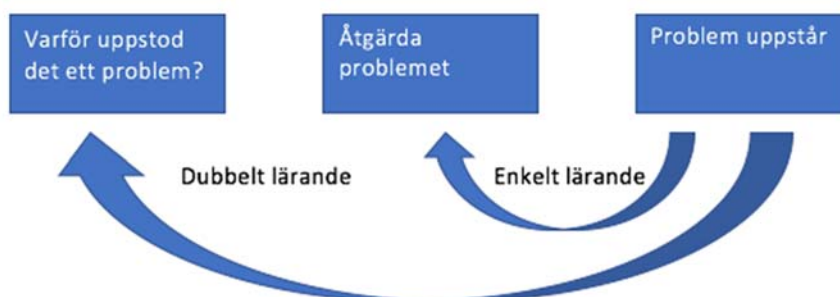 Varför uppstod
det ett problem?
Åtgärda
problemet
Problem uppstår
Dubbelt lärande
Enkelt lärande